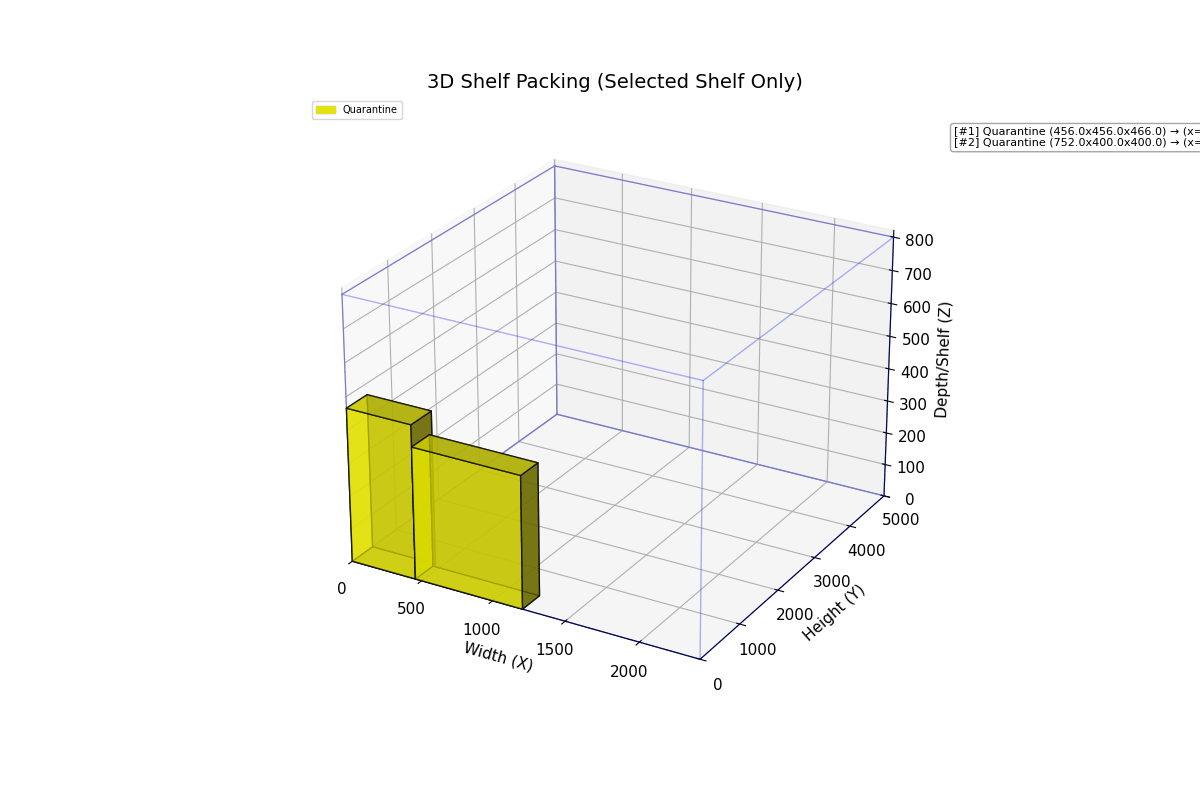 3D Shelf Packing (Selected Shelf Only)
Quarantine
[#1] Quarantine (456.0x456.0x466.0) → (x=
[#2] Quarantine (752.0x400.0x400.0) → (x=
800
700
600
500
400
300
200
100
0
Depth/Shelf (Z)
5000
4000
3000
2000
1000
0
Height (Y)
0
500
1000
1500
2000
Width (X)